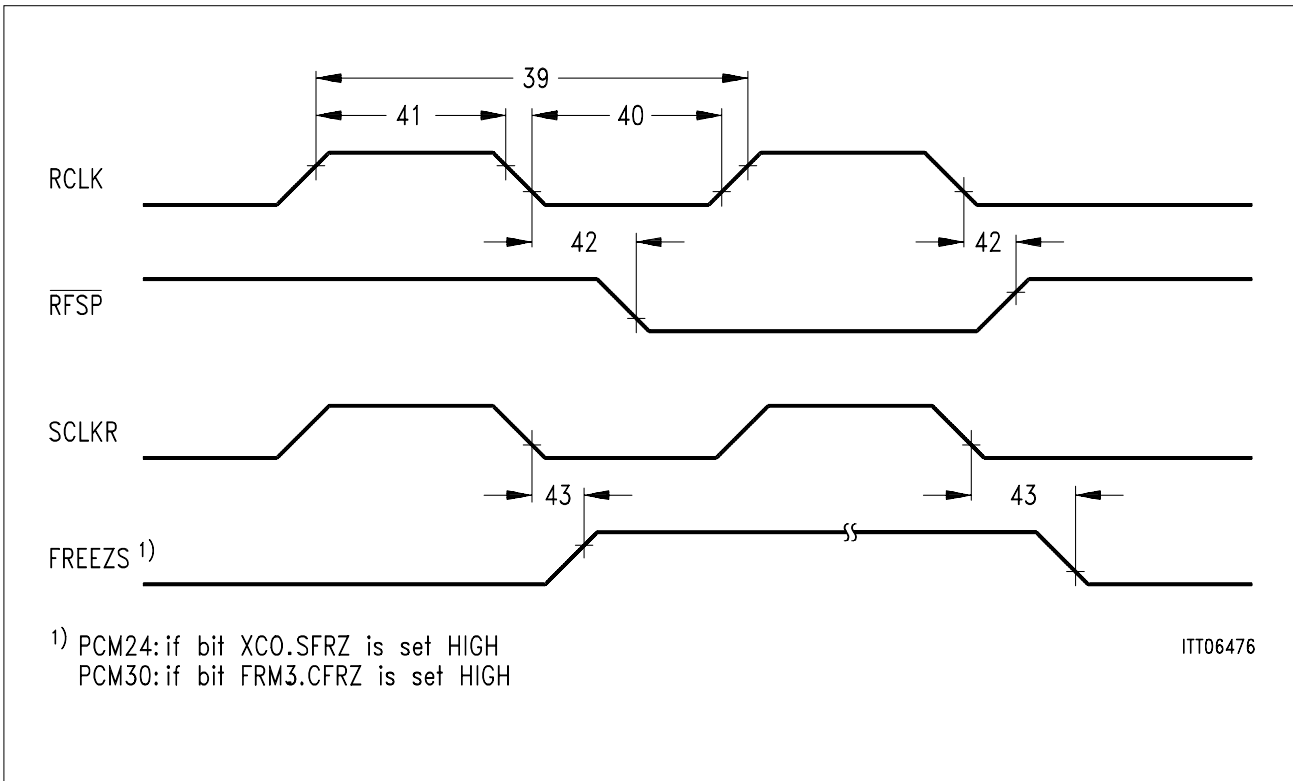 39
41
40
RCLK
42
42
RFSP
SCLKR
43
43
FREEZS 1)
1) PCM24: if bit XCO.SFRZ is set HIGH
PCM30: if bit FRM3.CFRZ is set HIGH
ITT06476